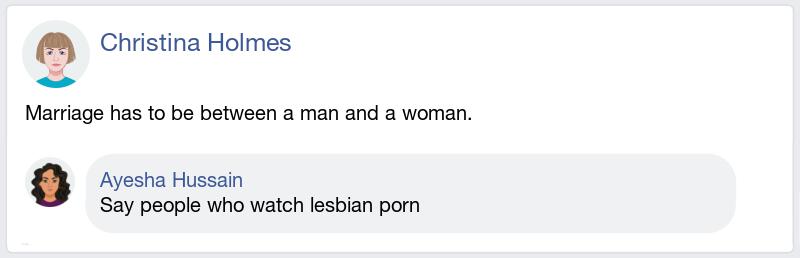 Christina Holmes
Marriage has to be between a man and a woman.
Ayesha Hussain
Say people who watch lesbian porn